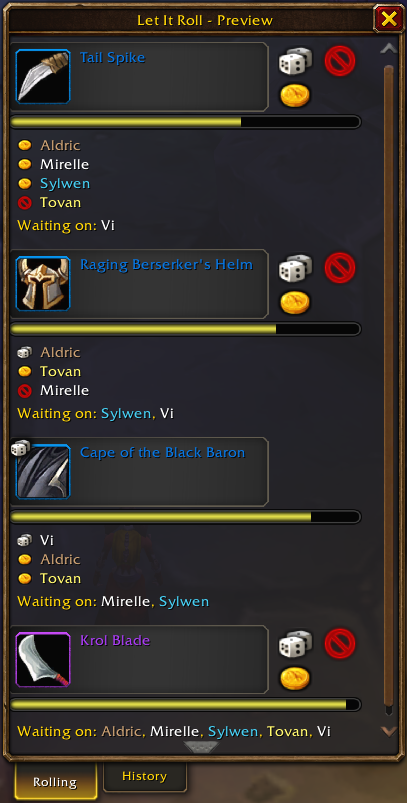 Let It Roll - Preview
Tail Spike
Aldric
Mirelle
Sylwen
Tovan
Waiting on: Vi
Raging Berserker's Helm
Aldric
Tovan
Mirelle
Waiting on: Sylwen, Vi
Cape of the Black Baron
Vi
Aldric
Tovan
Waiting on: Mirelle, Sylwen
Krol Blade
Waiting on: Aldric, Mirelle, Sylwen, Tovan, Vi
Rolling
History